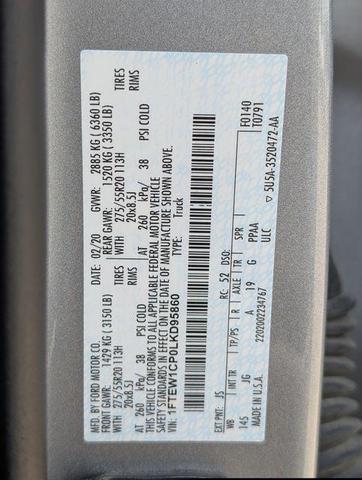 MFD. BY FORD MOTOR CO.
DATE: 02/20 GVWR: 2885 KG ( 6360 LB)
FRONT GAWR: 1429 KG ( 3150 LB) REAR GAWR: 1520 KG ( 3350 LB)
WITH 275/55R20 113H TIRES WITH 275/55R20 113H TIRES
20x8.5J RIMS 20x8.5J RIMS
AT 260 kPa/ 38 PSI COLD AT 260 kPa/ 38 PSI COLD
THIS VEHICLE CONFORMS TO ALL APPLICABLE FEDERAL MOTOR VEHICLE
SAFETY STANDARDS IN EFFECT ON THE DATE OF MANUFACTURE SHOWN ABOVE.
VIN: 1FTEW1CP0LKD95860
Truck
F0140
T0791
EXT PNT: JS RC: 52 DSO:
WB INT TR TP/PS R AXLE TR SPR
145 JG A 19 G PPAA
ULC
MADE IN U.S.A. 2202002234767
5U5A-3520472-AA